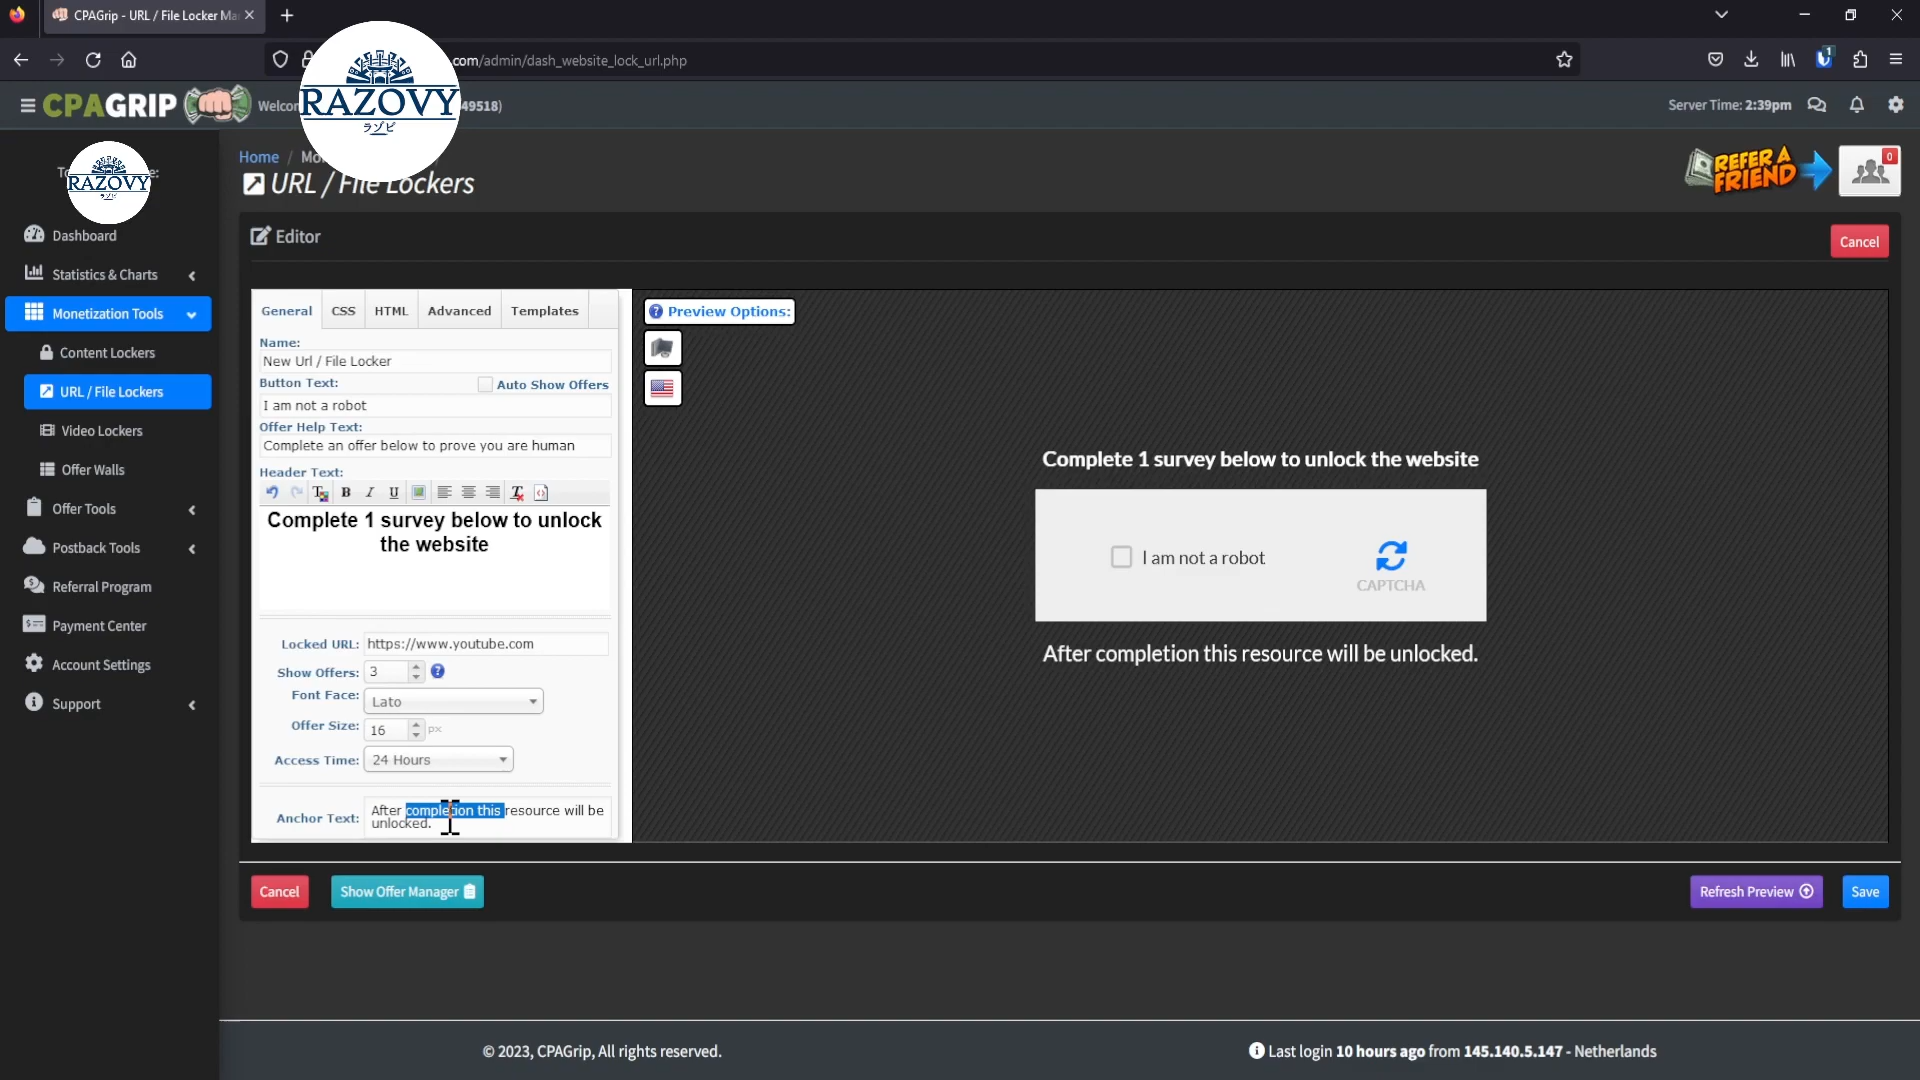 CPAGrip - URL / File Locker Ma
.com/admin/dash_website_lock_url.php
1
CPAGRIP
Welcom
49518)
RAZOVY
ラゾビ
Server Time: 2:39pm
To
e:
RAZOVY
ラゾビ
Home / Mo
URL / File Lockers
REFER A
FRIEND
0
Dashboard
Statistics & Charts
Monetization Tools
Content Lockers
URL / File Lockers
Video Lockers
Offer Walls
Offer Tools
Postback Tools
Referral Program
Payment Center
Account Settings
Support
Editor
Cancel
General
CSS
HTML
Advanced
Templates
Name:
New Url / File Locker
Button Text:
Auto Show Offers
I am not a robot
Offer Help Text:
Complete an offer below to prove you are human
Header Text:
B I U
Complete 1 survey below to unlock
the website
Locked URL: https://www.youtube.com
Show Offers: 3
Font Face: Lato
Offer Size: 16 px
Access Time: 24 Hours
Anchor Text: After completion this resource will be
unlocked.
Preview Options:
Complete 1 survey below to unlock the website
I am not a robot
CAPTCHA
After completion this resource will be unlocked.
Cancel
Show Offer Manager
Refresh Preview
Save
© 2023, CPAGrip, All rights reserved.
Last login 10 hours ago from 145.140.5.147 - Netherlands